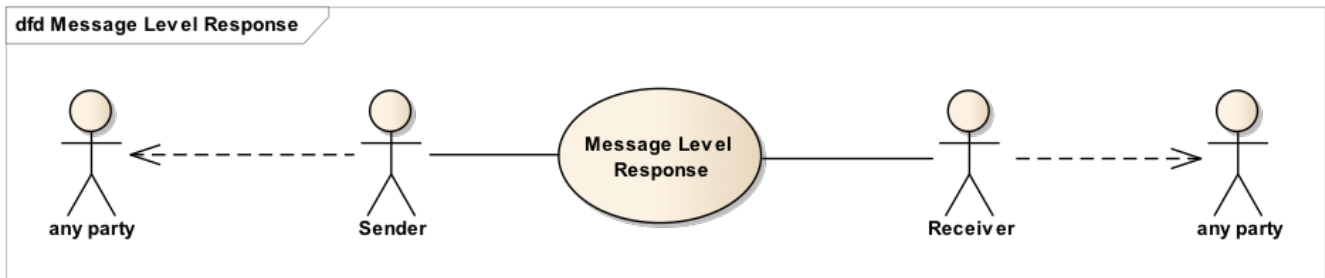 dfd Message Level Response
Message Level
Response
any party
Sender
Receiver
any party